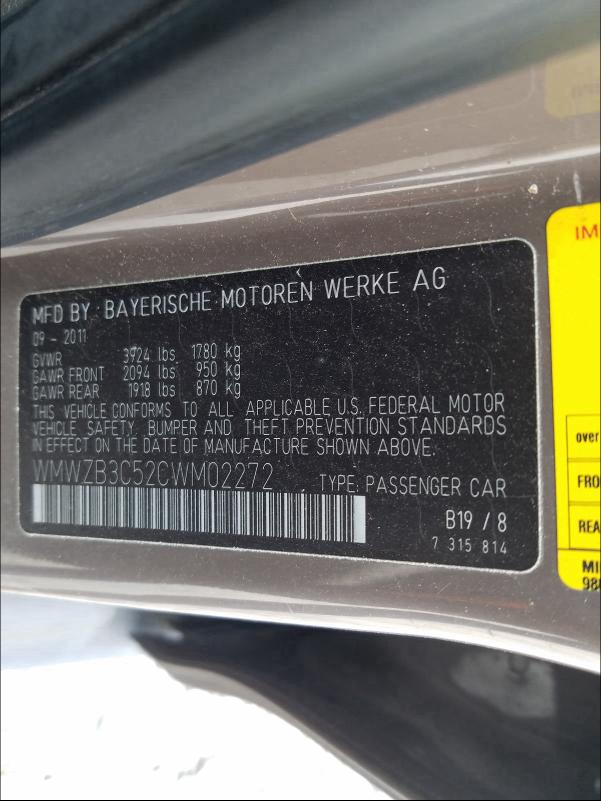 MFD BY: BAYERISCHE MOTOREN WERKE AG
09 - 2011
GVWR 3924 lbs 1780 kg
GAWR FRONT 2094 lbs 950 kg
GAWR REAR 1918 lbs 870 kg
THIS VEHICLE CONFORMS TO ALL APPLICABLE U.S. FEDERAL MOTOR
VEHICLE SAFETY, BUMPER AND THEFT PREVENTION STANDARDS
IN EFFECT ON THE DATE OF MANUFACTURE SHOWN ABOVE.
WMWZB3C52CWM02272 TYPE: PASSENGER CAR
B19 / 8
7 315 814
over
FRO
REA
MI